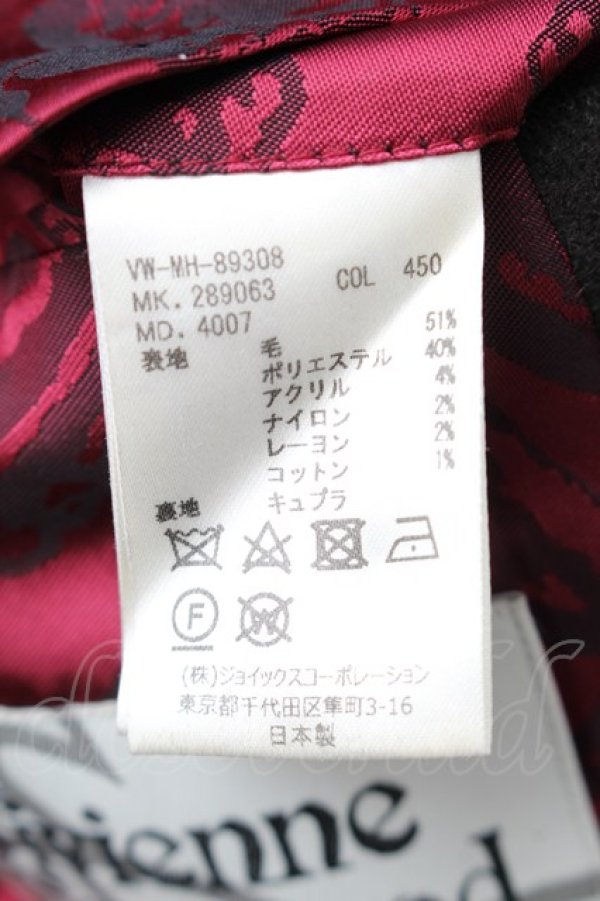 VW-MH-89308
MK. 289063 COL 450
MD. 4007
表地 毛 51%
ポリエステル 40%
アクリル 4%
ナイロン 2%
レーヨン 2%
コットン 1%
裏地 キュプラ
F W
(株)ジョイックスコーポレーション
東京都千代田区隼町3-16
日本製